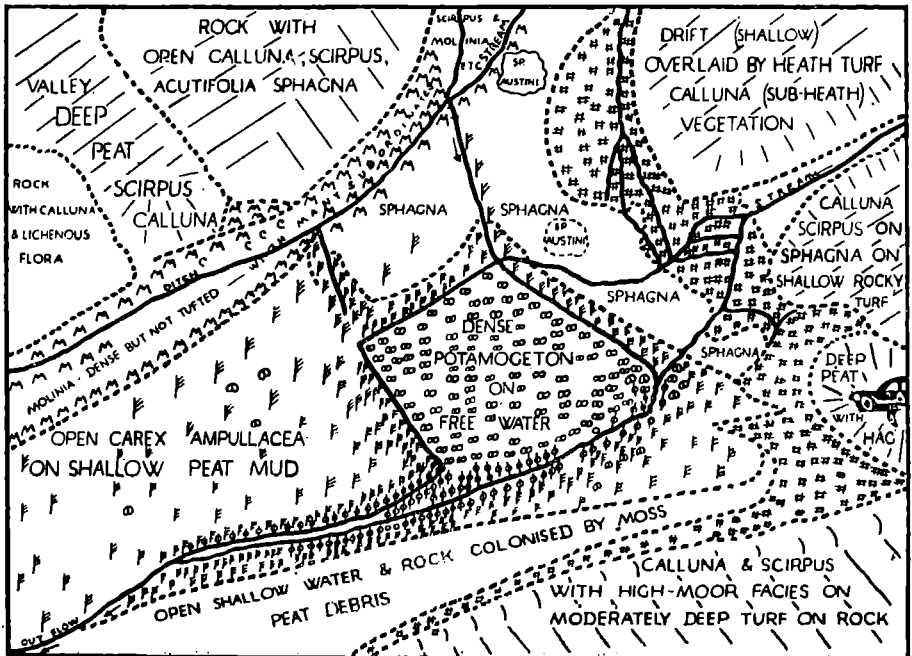 ROCK WITH
OPEN CALLUNA, SCIRPUS,
ACUTIFOLIA SPHAGNA
SCIRPUS &
MOLINIA
ETC
STREAM
SP.
AUSTINI
DRIFT (SHALLOW)
OVERLAID BY HEATH TURF
CALLUNA (SUB-HEATH)
VEGETATION
VALLEY
DEEP
PEAT
SCIRPUS
CALLUNA
ROCK
WITH CALLUNA
& LICHENOUS
FLORA
DITCH
SPHAGNA
SPHAGNA
SP
AUSTINI
STREAM
CALLUNA
SCIRPUS ON
SPHAGNA ON
SHALLOW ROCKY
TURF
SPHAGNA
SPHAGNA
DEEP
PEAT
WITH
HAG
MOLINIA - DENSE BUT NOT TUFTED
DENSE
POTAMOGETON
ON
FREE WATER
OPEN CAREX AMPULLACEA
ON SHALLOW PEAT MUD
OPEN SHALLOW WATER & ROCK COLONISED BY MOSS
PEAT DEBRIS
OUT FLOW
CALLUNA & SCIRPUS
WITH HIGH-MOOR FACIES ON
MODERATELY DEEP TURF ON ROCK